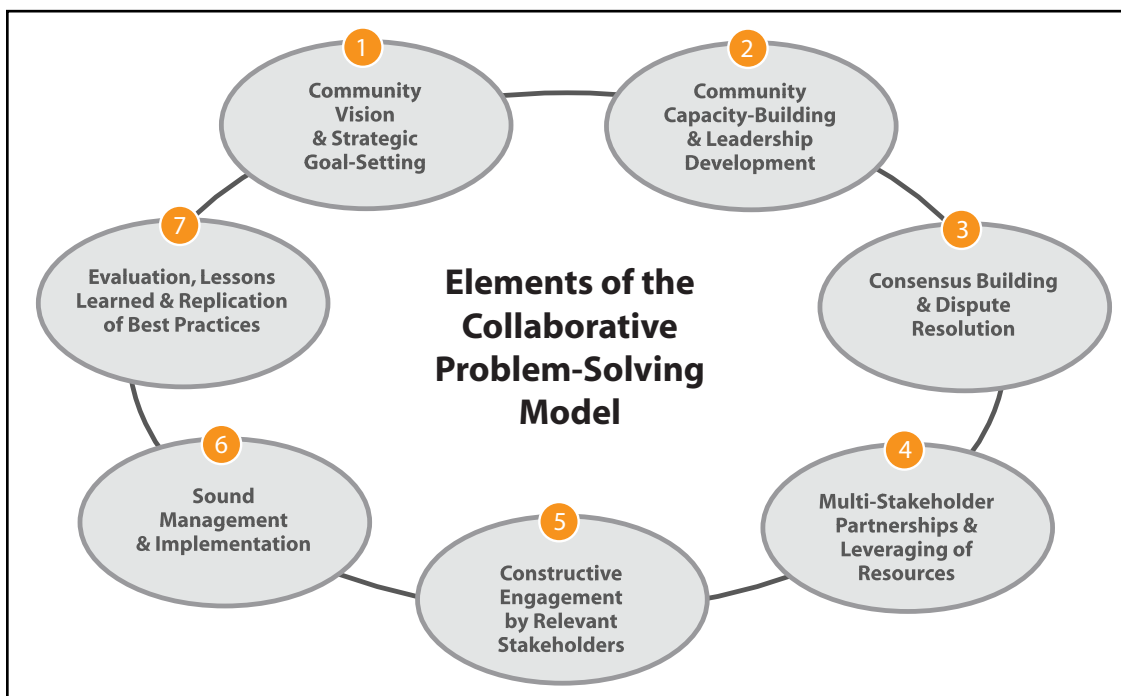 Elements of the
Collaborative
Problem-Solving
Model
1
Community
Vision
& Strategic
Goal-Setting
2
Community
Capacity-Building
& Leadership
Development
3
Consensus Building
& Dispute
Resolution
4
Multi-Stakeholder
Partnerships &
Leveraging of
Resources
5
Constructive
Engagement
by Relevant
Stakeholders
6
Sound
Management
& Implementation
7
Evaluation, Lessons
Learned & Replication
of Best Practices